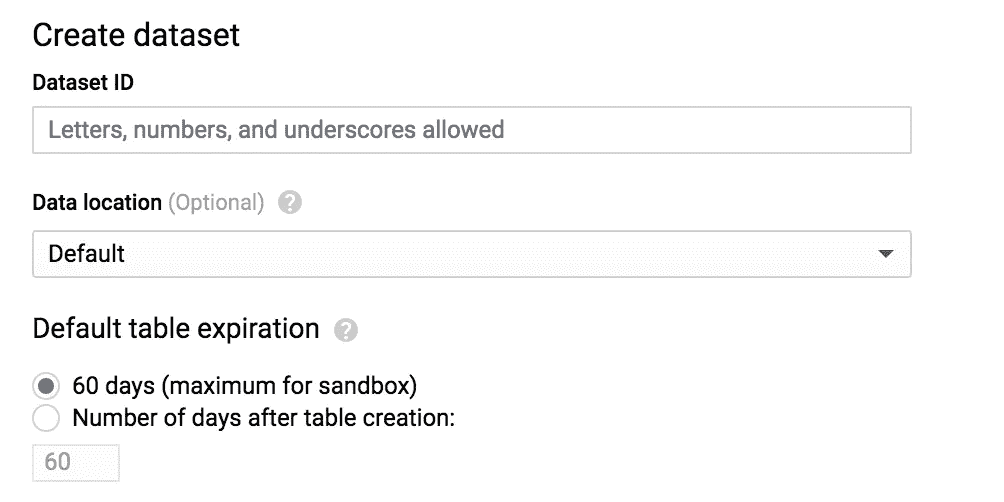 Create dataset
Dataset ID
Letters, numbers, and underscores allowed
Data location (Optional) ?
Default
Default table expiration ?
60 days (maximum for sandbox)
Number of days after table creation:
60